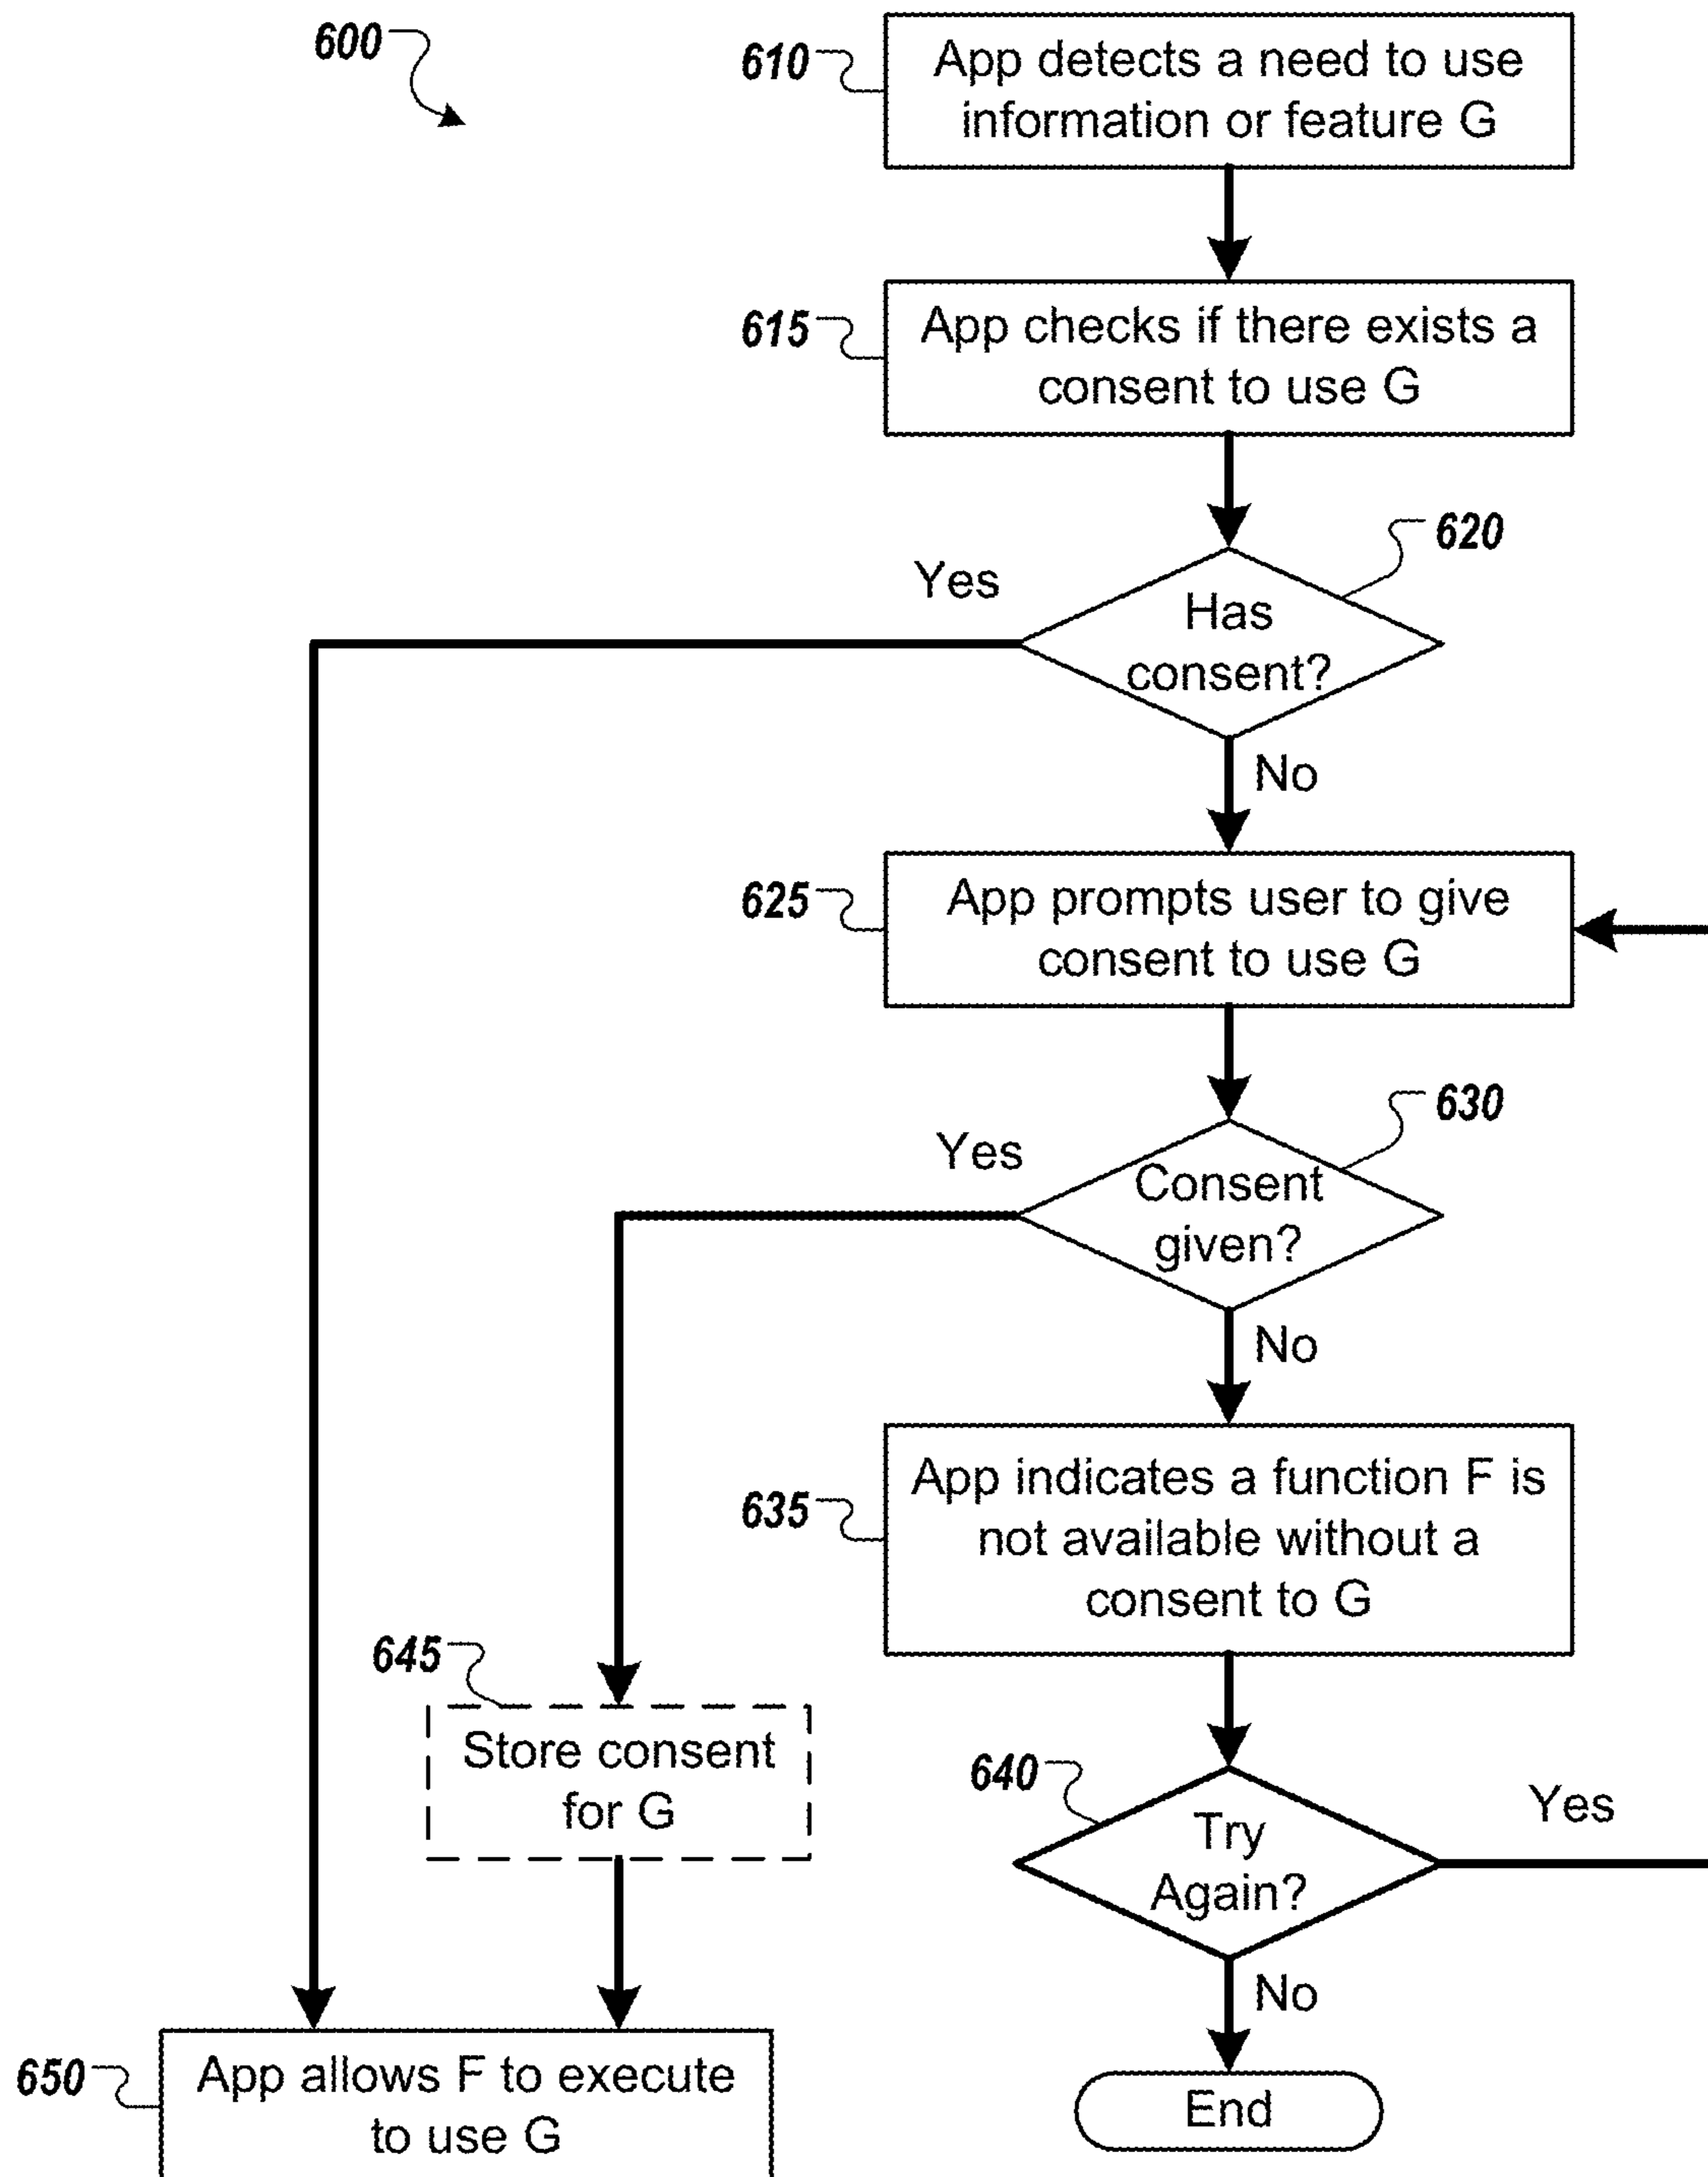 600
610
App detects a need to use
information or feature G
615
App checks if there exists a
consent to use G
620
Yes
Has
consent?
No
625
App prompts user to give
consent to use G
630
Yes
Consent
given?
No
635
App indicates a function F is
not available without a
consent to G
645
Store consent
for G
640
Try
Again?
Yes
No
650
App allows F to execute
to use G
End